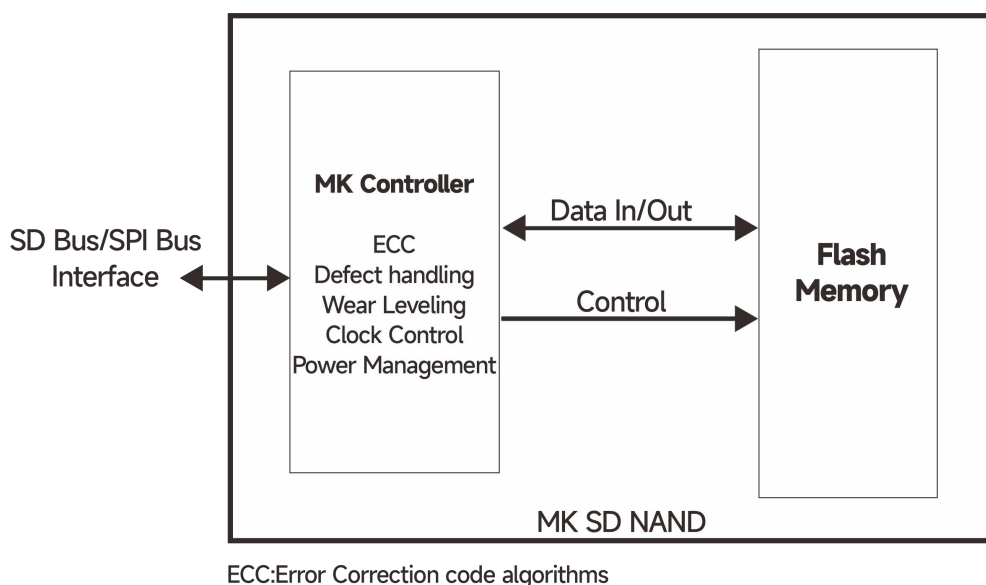 SD Bus/SPI Bus
Interface
MK Controller
ECC
Defect handling
Wear Leveling
Clock Control
Power Management
Data In/Out
Control
Flash
Memory
MK SD NAND
ECC:Error Correction code algorithms